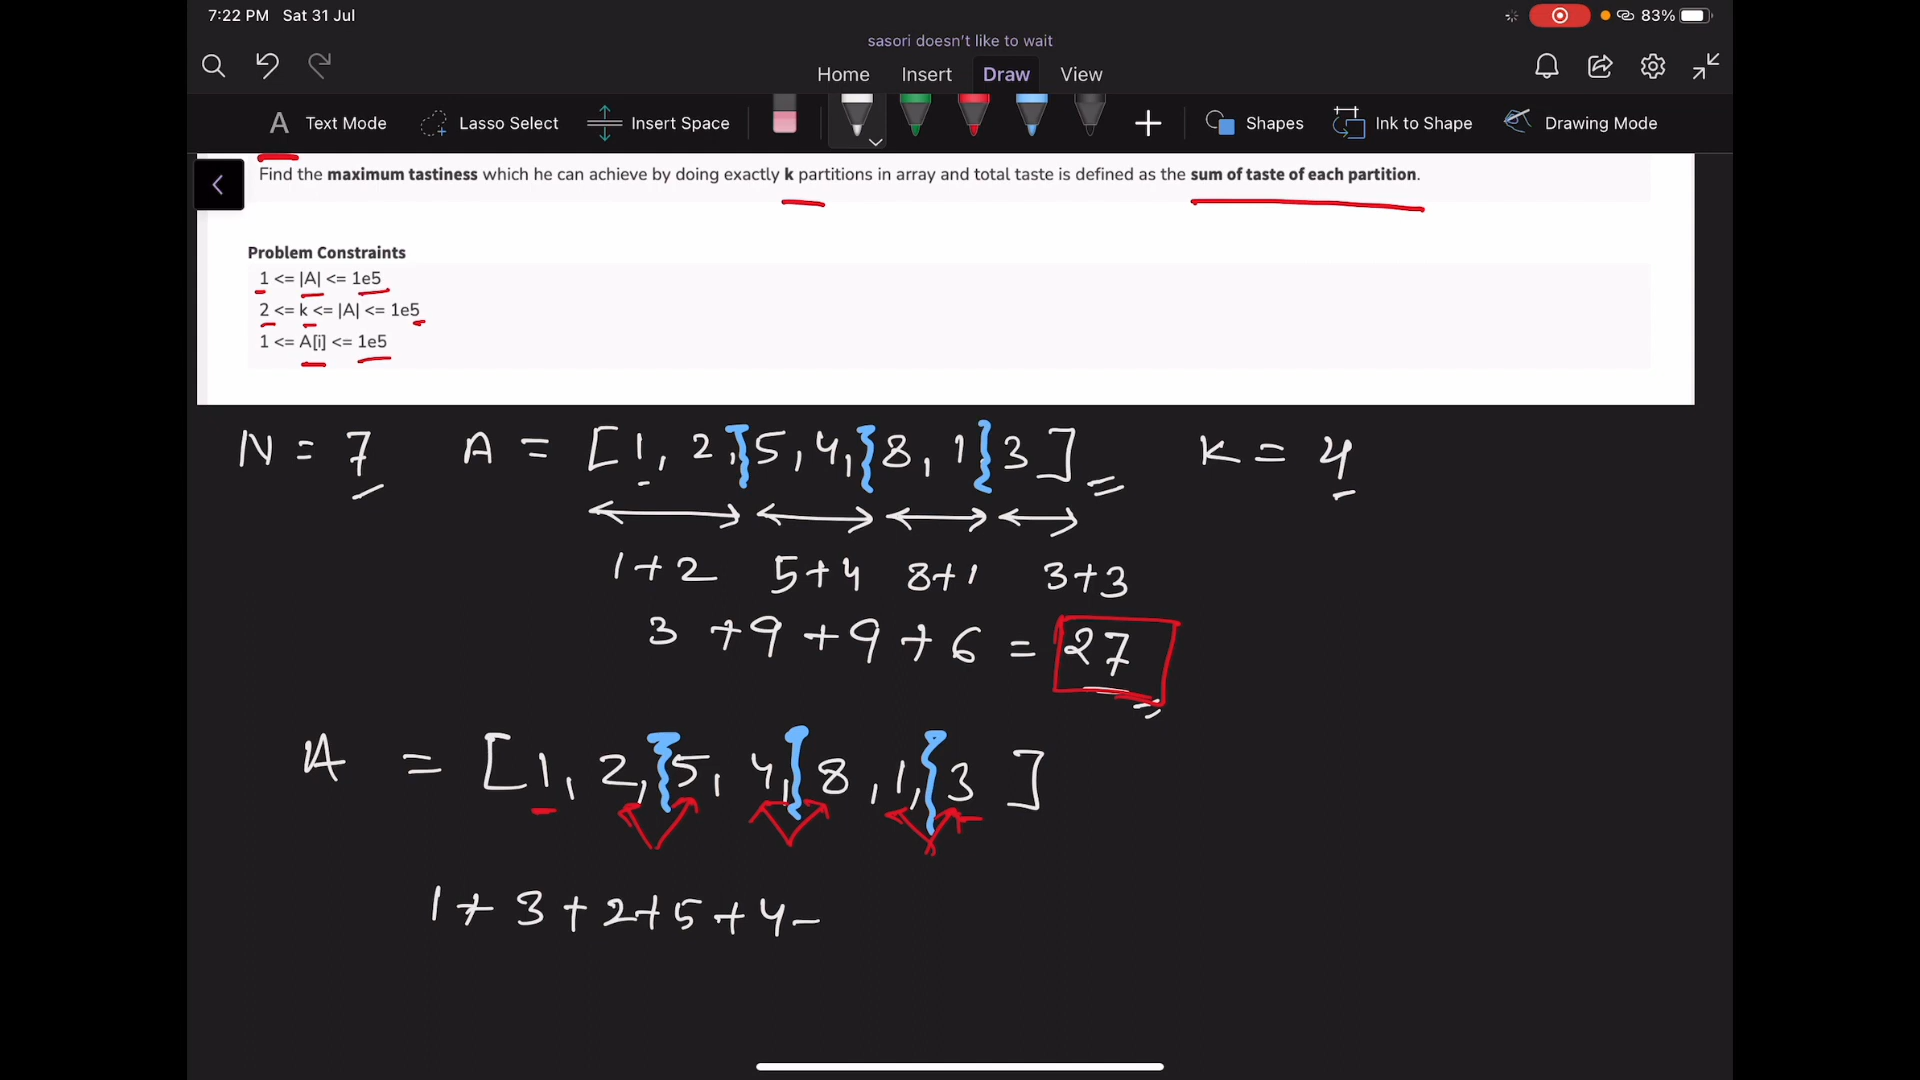 7:22 PM Sat 31 Jul
83%
sasori doesn't like to wait
Home Insert Draw View
Text Mode Lasso Select Insert Space Shapes Ink to Shape Drawing Mode
Find the maximum tastiness which he can achieve by doing exactly k partitions in array and total taste is defined as the sum of taste of each partition.
Problem Constraints
1 <= |A| <= 1e5
2 <= k <= |A| <= 1e5
1 <= A[i] <= 1e5
N = 7 A = [1, 2, 5, 4, 8, 1, 3] K = 4
1+2 5+4 8+1 3+3
3 +9 +9 + 6 = 27
A = [1, 2, 5, 4, 8, 1, 3]
1 + 3 + 2+5 + 4-